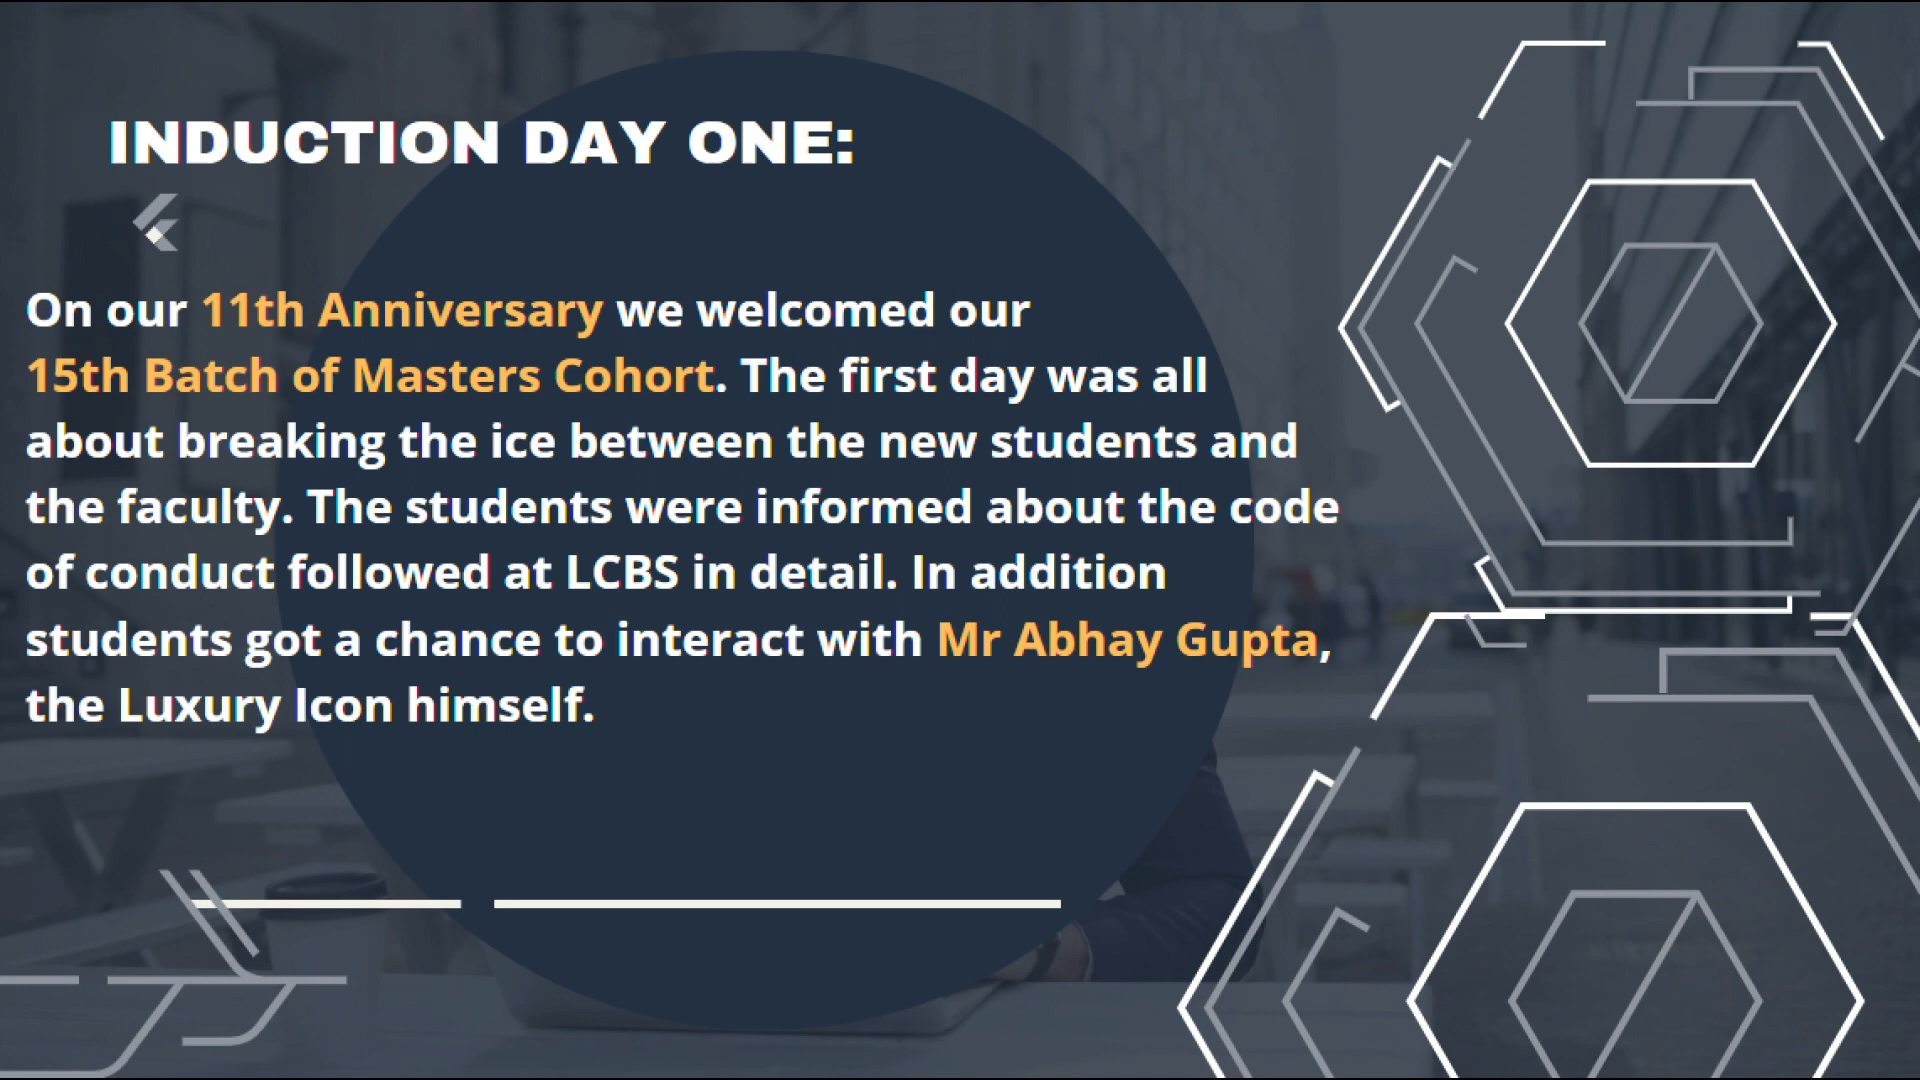 INDUCTION DAY ONE:
On our 11th Anniversary we welcomed our
15th Batch of Masters Cohort. The first day was all
about breaking the ice between the new students and
the faculty. The students were informed about the code
of conduct followed at LCBS in detail. In addition
students got a chance to interact with Mr Abhay Gupta,
the Luxury Icon himself.